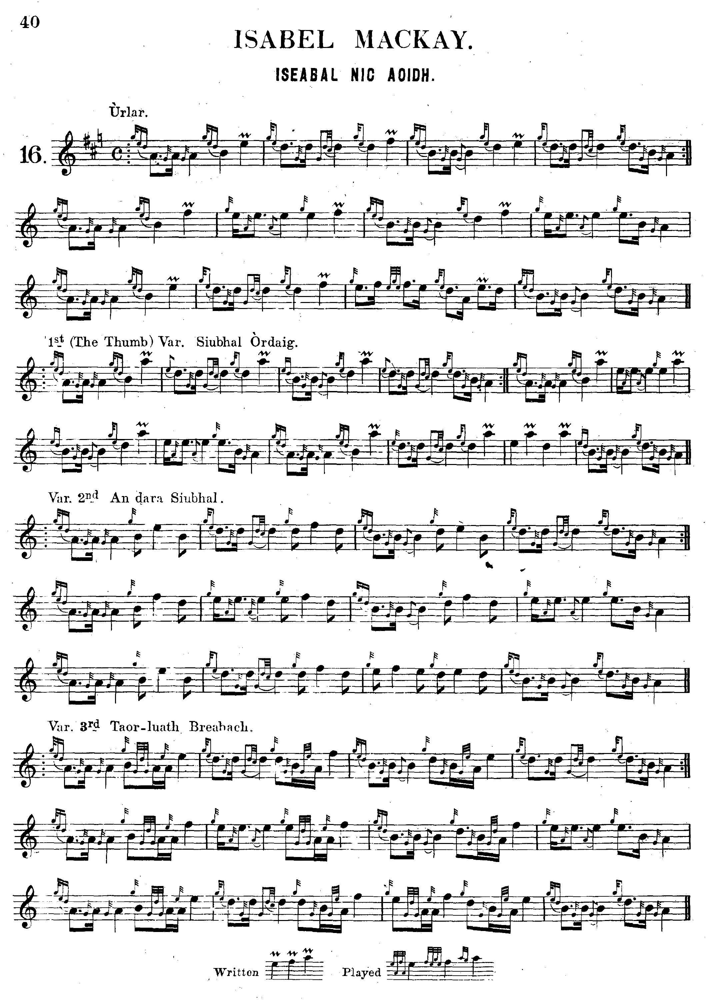 40
ISABEL MACKAY.
ISEABAL NIC AOIDH.
Ùrlar.
16.
1st (The Thumb) Var. Siubhal Òrdaig.
Var. 2nd An dara Siubhal.
Var. 3rd Taor-luath Breabach.
Written Played